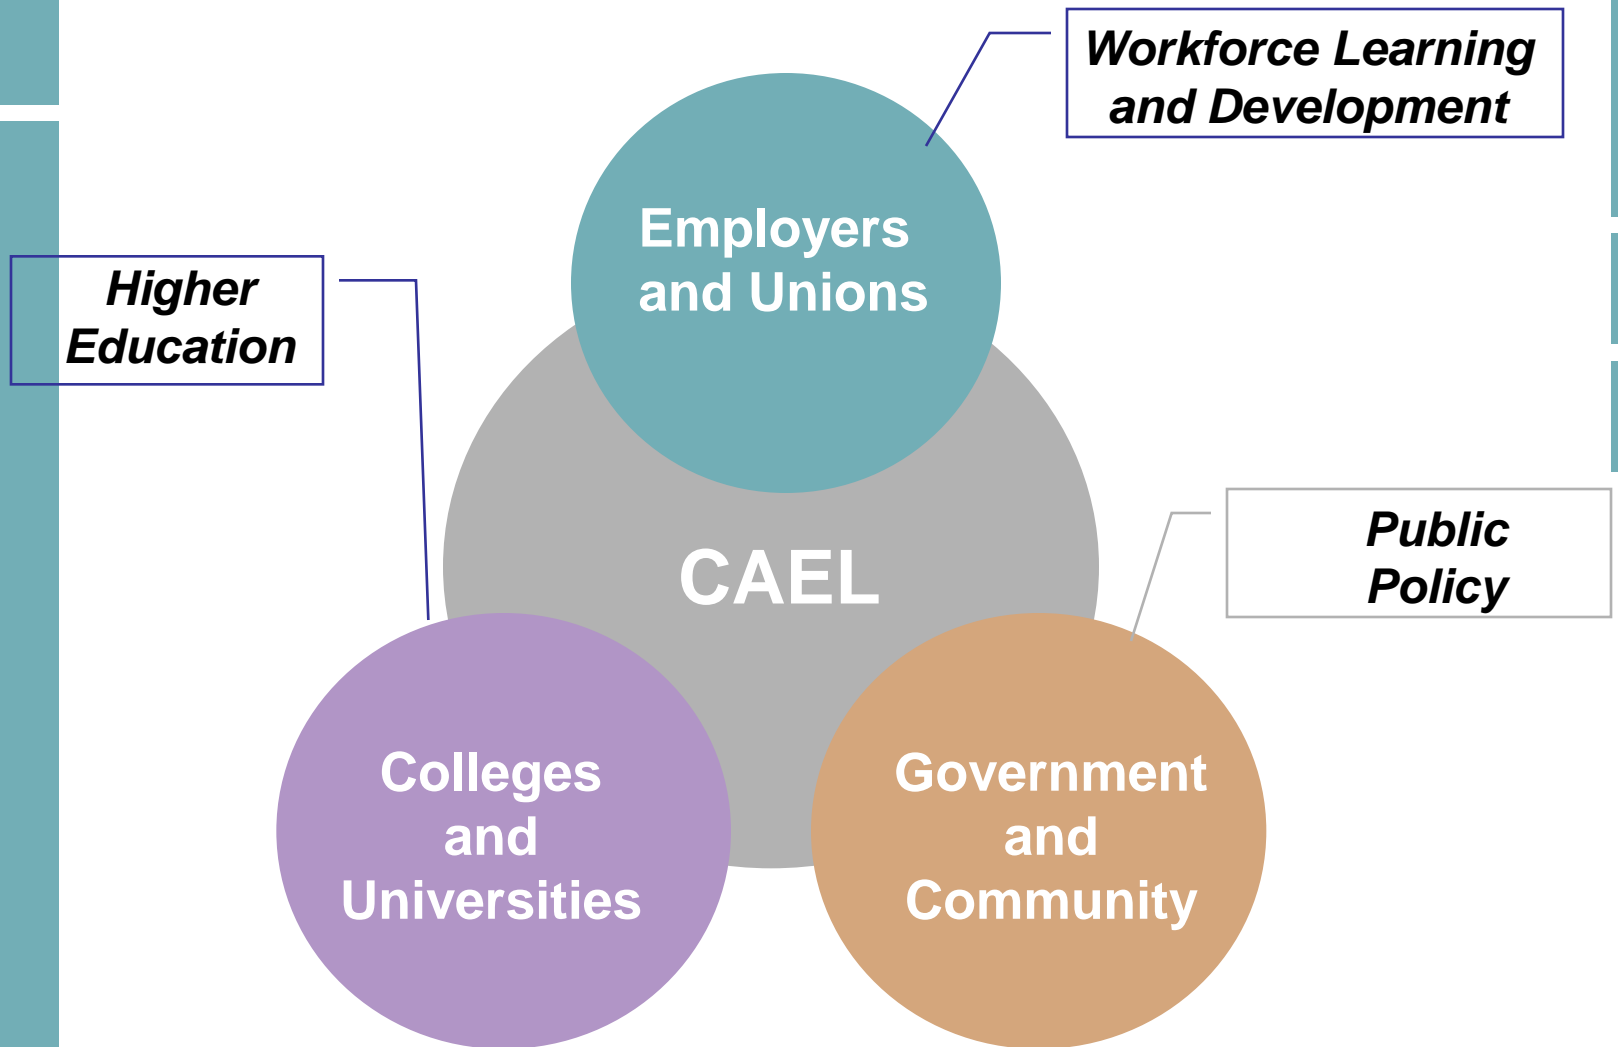 Workforce Learning
and Development
Employers
and Unions
Higher
Education
CAEL
Public
Policy
Colleges
and
Universities
Government
and
Community